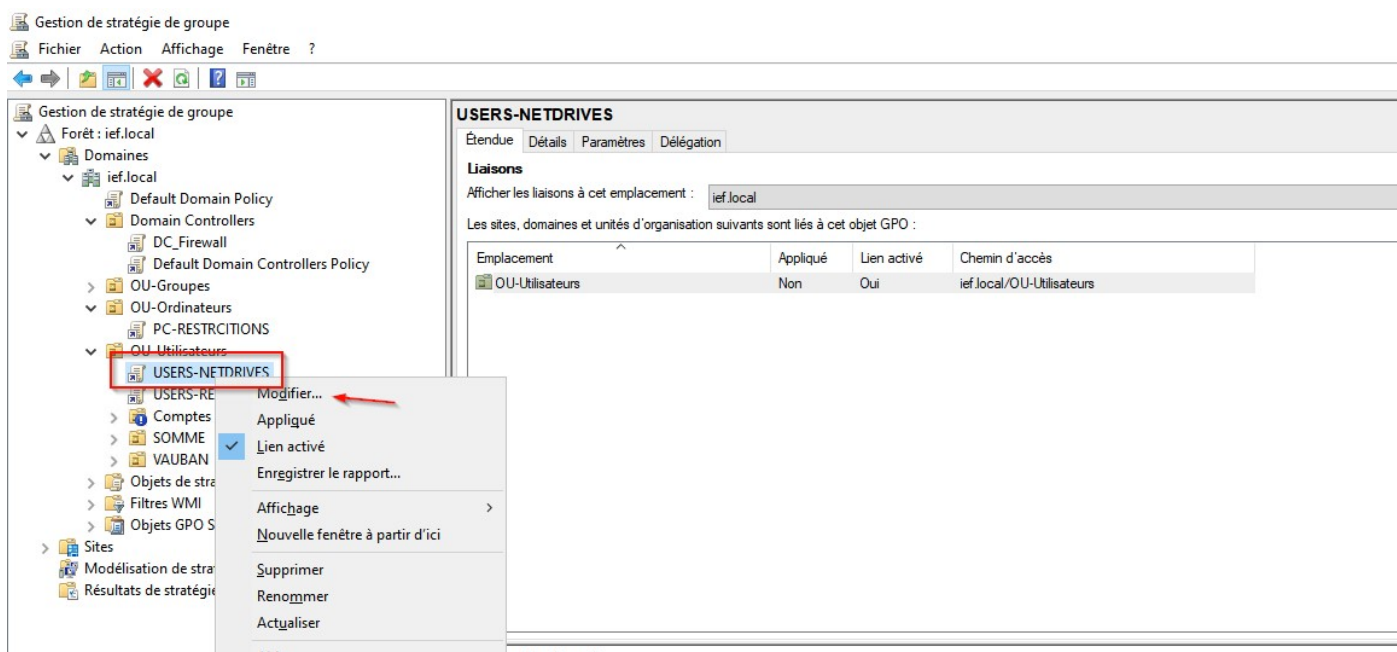 Gestion de stratégie de groupe
Fichier Action Affichage Fenêtre ?
Gestion de stratégie de groupe
Forêt : ief.local
Domaines
ief.local
Default Domain Policy
Domain Controllers
DC_Firewall
Default Domain Controllers Policy
OU-Groupes
OU-Ordinateurs
PC-RESTRCITIONS
OU-Utilisateurs
USERS-NETDRIVES
USERS-RE
Comptes
SOMME
VAUBAN
Objets de stra
Filtres WMI
Objets GPO S
Sites
Modélisation de stra
Résultats de stratégie
Modifier...
Appliqué
Lien activé
Enregistrer le rapport...
Affichage
Nouvelle fenêtre à partir d'ici
Supprimer
Renommer
Actualiser
USERS-NETDRIVES
Étendue Détails Paramètres Délégation
Liaisons
Afficher les liaisons à cet emplacement : ief.local
Les sites, domaines et unités d'organisation suivants sont liés à cet objet GPO :
Emplacement Appliqué Lien activé Chemin d'accès
OU-Utilisateurs Non Oui ief.local/OU-Utilisateurs